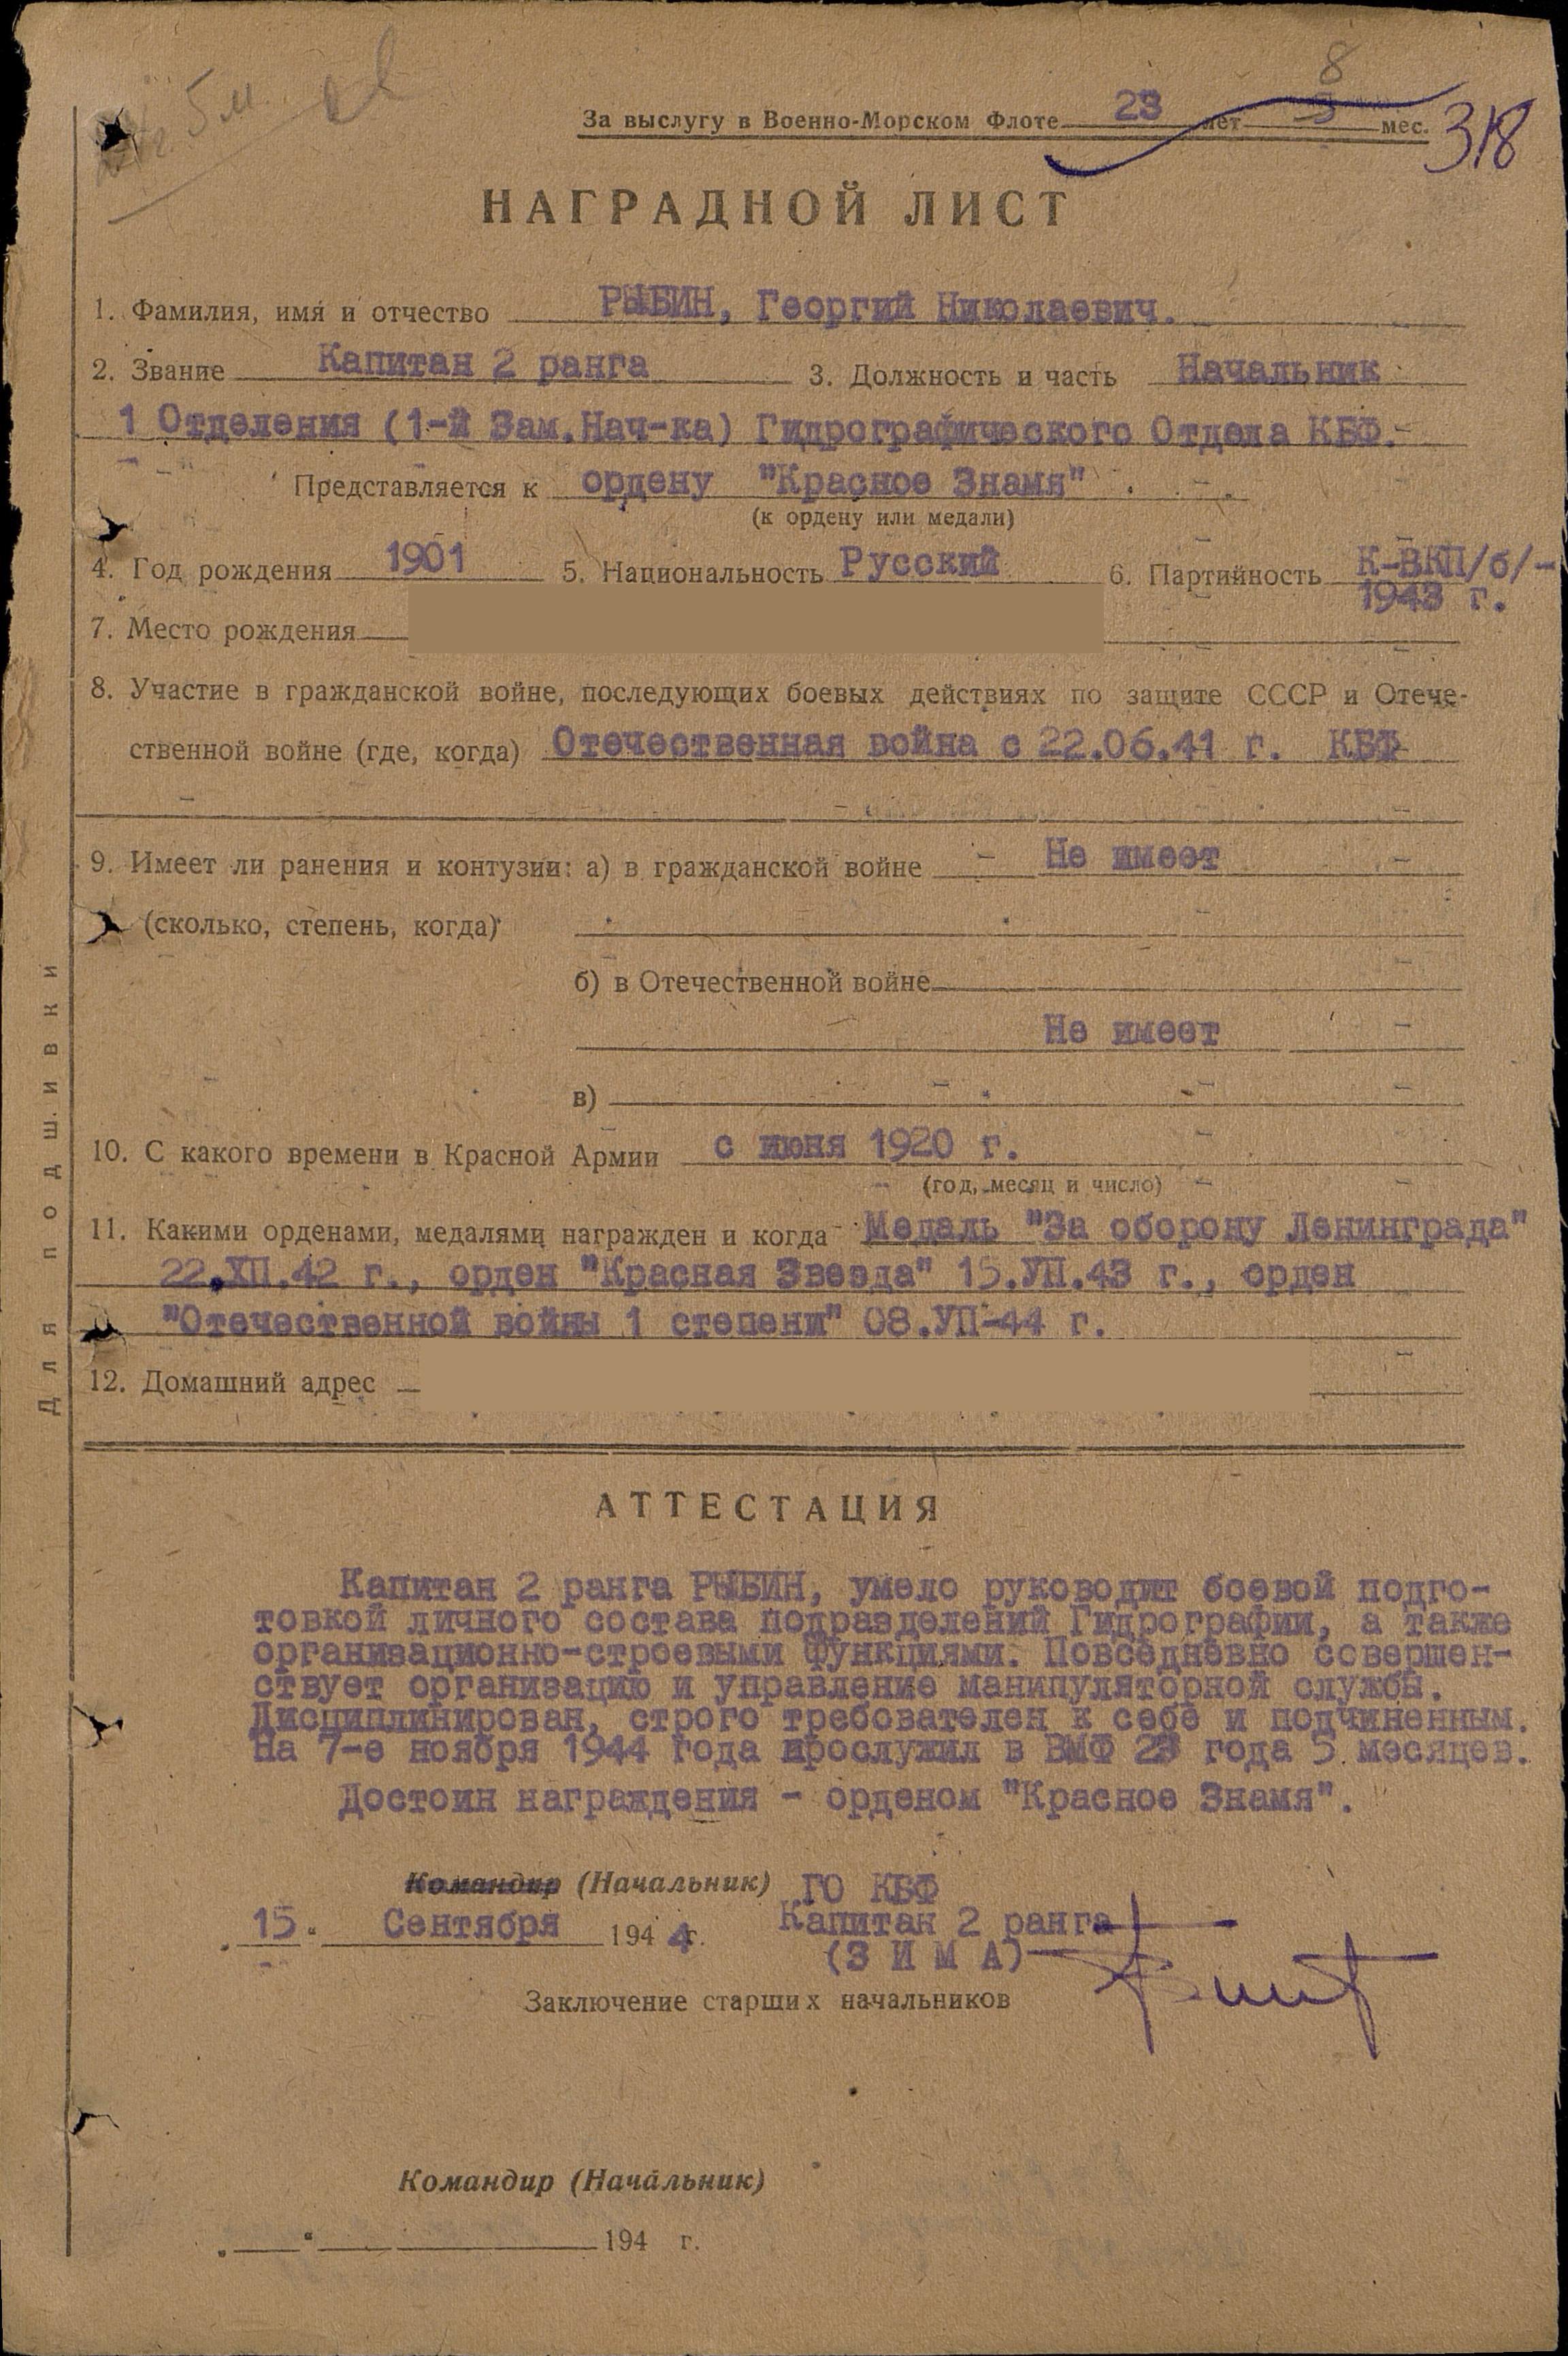 5 м.
За выслугу в Военно-Морском Флоте 23 лет 8 мес.
318
НАГРАДНОЙ ЛИСТ
1. Фамилия, имя и отчество РЫБИН, Георгий Николаевич.
2. Звание Капитан 2 ранга 3. Должность и часть Начальник
1 Отделения (1-й Зам.Нач-ка) Гидрографического Отдела КБФ.
Представляется к ордену "Красное Знамя"
(к ордену или медали)
4. Год рождения 1901 5. Национальность Русский 6. Партийность К-ВКП/б/-
1943 г.
7. Место рождения
8. Участие в гражданской войне, последующих боевых действиях по защите СССР и Отече-
ственной войне (где, когда) Отечественная война с 22.06.41 г. КБФ
9. Имеет ли ранения и контузии: а) в гражданской войне - Не имеет
(сколько, степень, когда)
б) в Отечественной войне
Не имеет
в)
10. С какого времени в Красной Армии с июня 1920 г.
(год, месяц и число)
11. Какими орденами, медалями награжден и когда Медаль "За оборону Ленинграда"
22.ХП.42 г., орден "Красная Звезда" 15.УП.43 г., орден
"Отечественной войны 1 степени" 08.УП-44 г.
12. Домашний адрес
Для подшивки
АТТЕСТАЦИЯ
Капитан 2 ранга РЫБИН, умело руководит боевой подго-
товкой личного состава подразделений Гидрографии, а также
организационно-строевыми функциями. Повседневно совершен-
ствует организацию и управление манипуляторной службы.
Дисциплинирован, строго требователен к себе и подчиненным.
На 7-е ноября 1944 года прослужил в ВМФ 23 года 5 месяцев.
Достоин награждения - орденом "Красное Знамя".
Командир (Начальник) ГО КБФ
"15" Сентября 1944 г. Капитан 2 ранга
(З И М А)
Заключение старших начальников
Командир (Начальник)
" " 194 г.